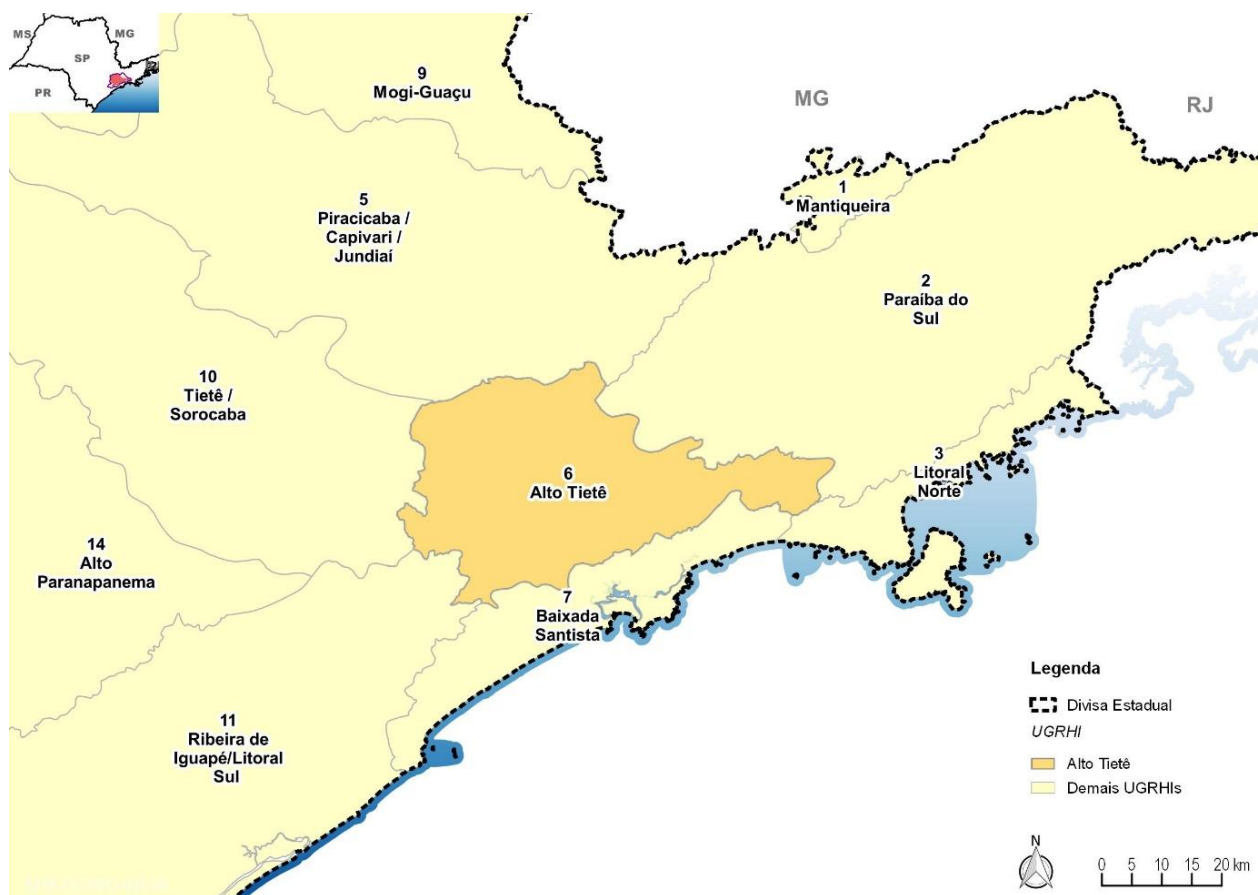 MS
MG
SP
PR
9
Mogi-Guaçu
MG
RJ
1
Mantiqueira
5
Piracicaba /
Capivari /
Jundiaí
2
Paraíba do
Sul
10
Tietê /
Sorocaba
6
Alto Tietê
3
Litoral
Norte
14
Alto
Paranapanema
7
Baixada
Santista
11
Ribeira de
Iguapé/Litoral
Sul
Legenda
Divisa Estadual
UGRHI
Alto Tietê
Demais UGRHIs
N
0 5 10 15 20 km